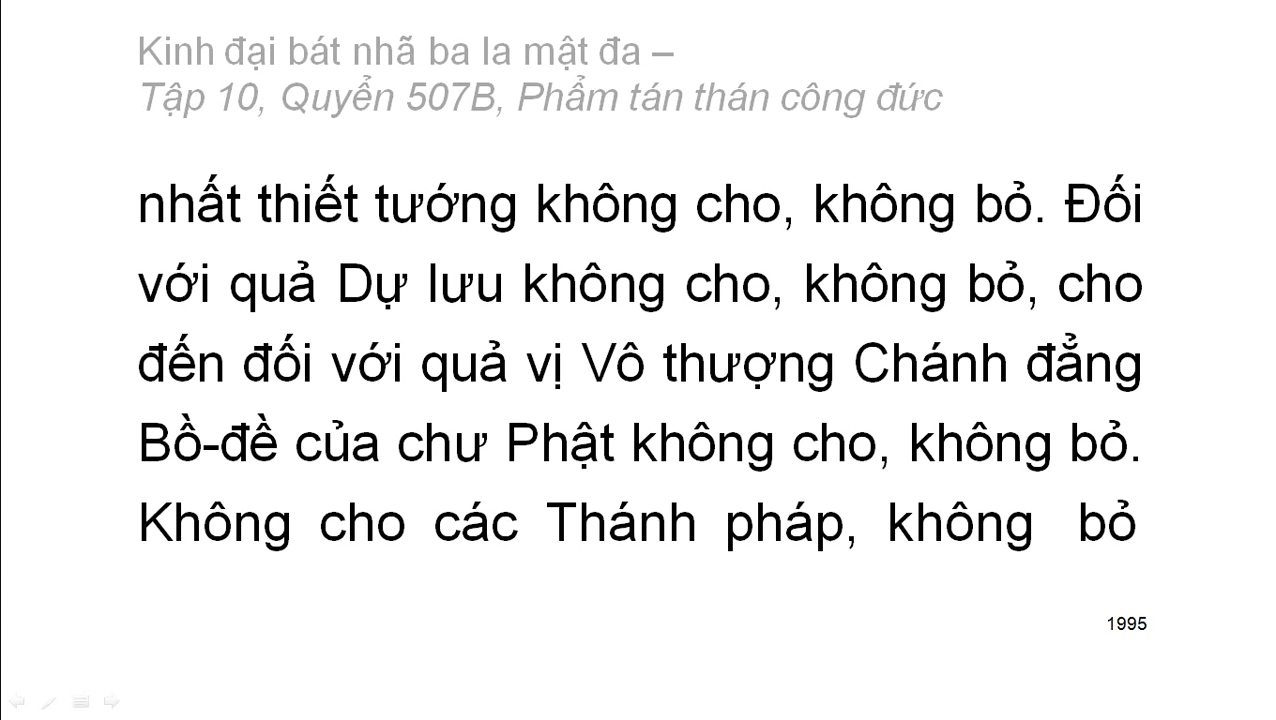 Kinh đại bát nhã ba la mật đa –
Tập 10, Quyển 507B, Phẩm tán thán công đức
nhất thiết tướng không cho, không bỏ. Đối
với quả Dự lưu không cho, không bỏ, cho
đến đối với quả vị Vô thượng Chánh đẳng
Bồ-đề của chư Phật không cho, không bỏ.
Không cho các Thánh pháp, không bỏ
1995